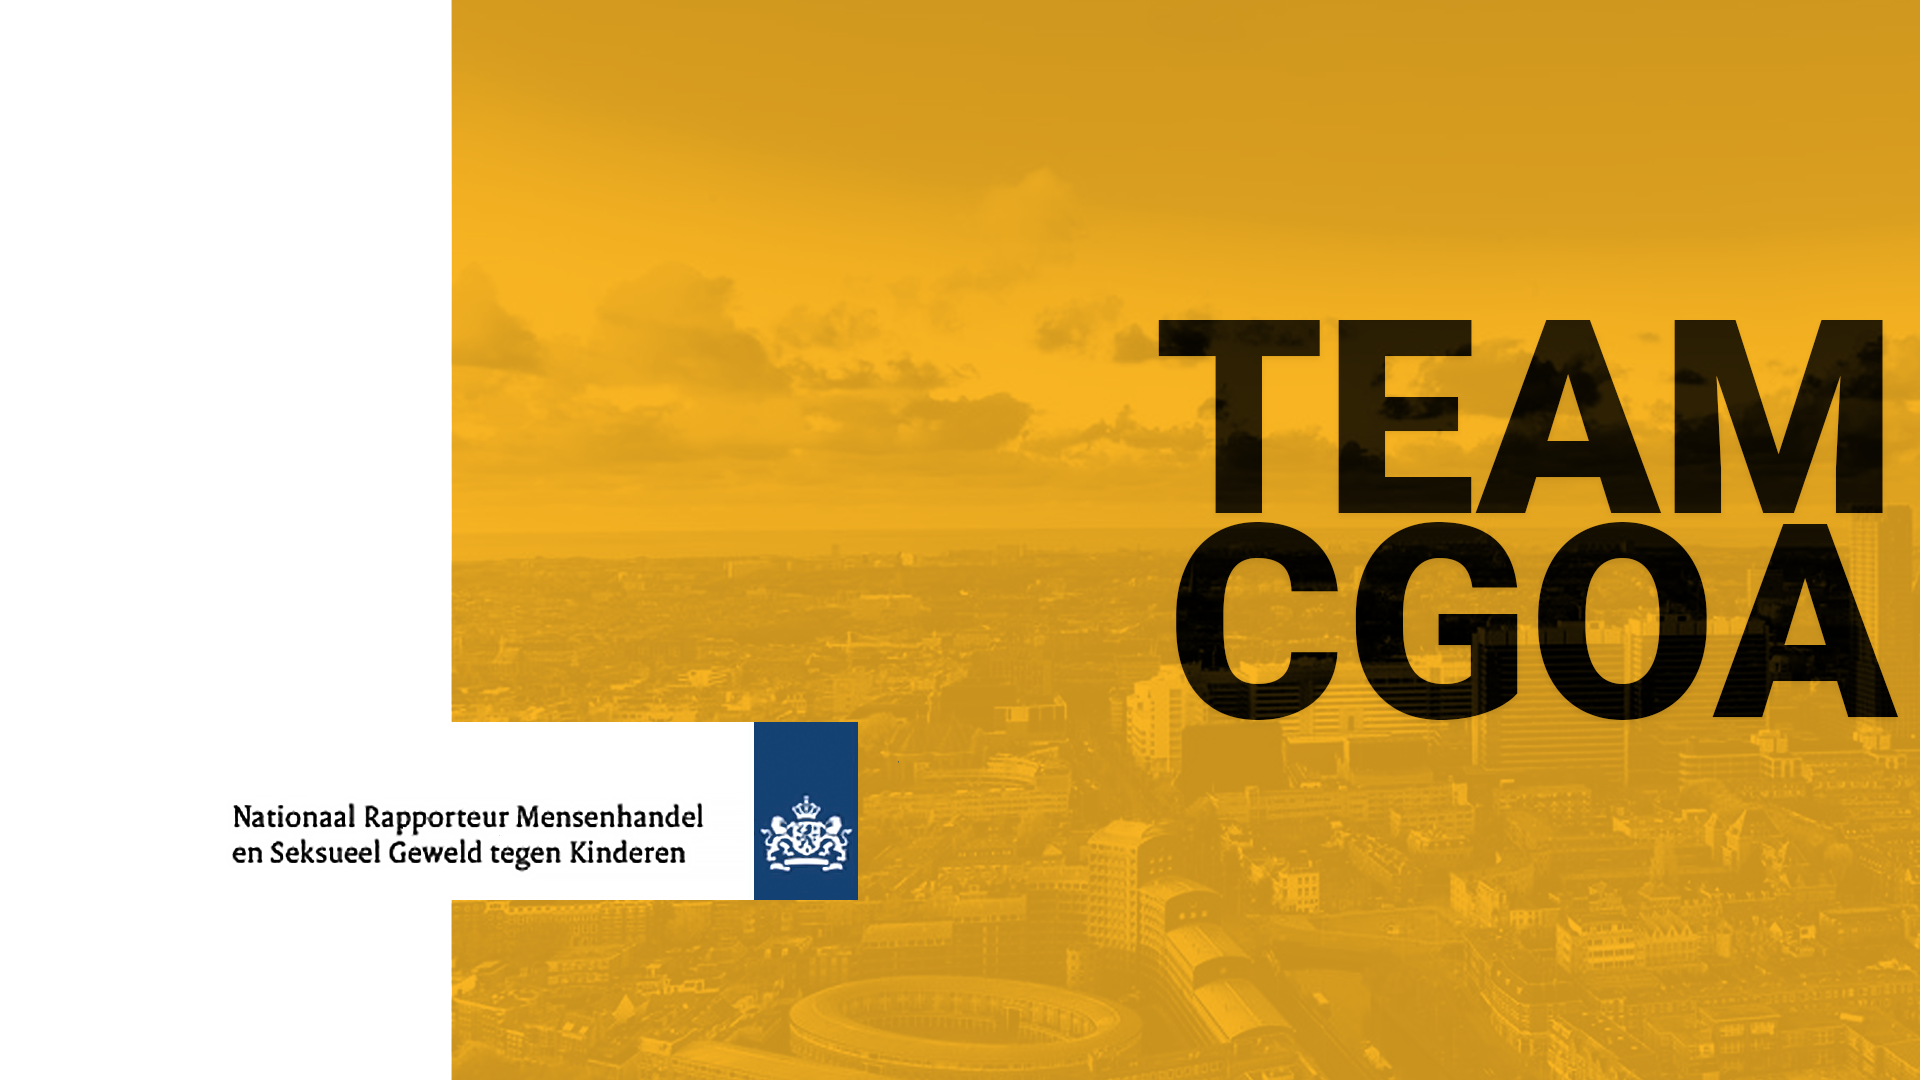 TEAM
CGOA
Nationaal Rapporteur Mensenhandel
en Seksueel Geweld tegen Kinderen